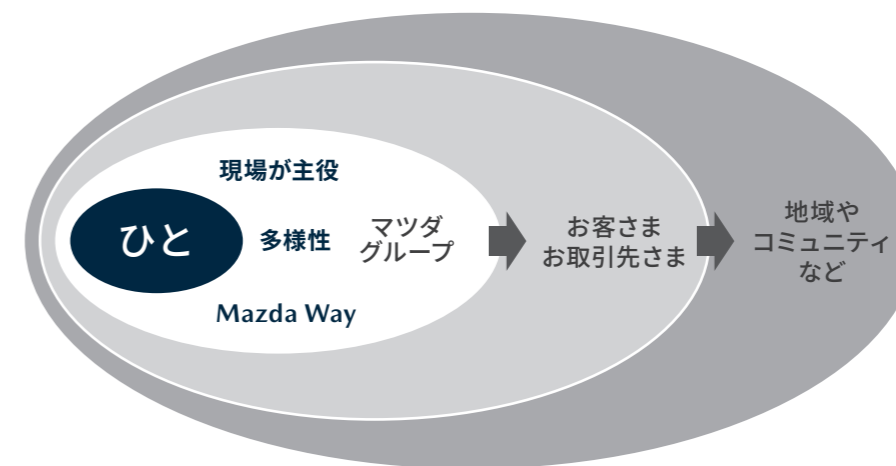 現場が主役
ひと
多様性
マツダ
グループ
Mazda Way
お客さま
お取引先さま
地域や
コミュニティ
など